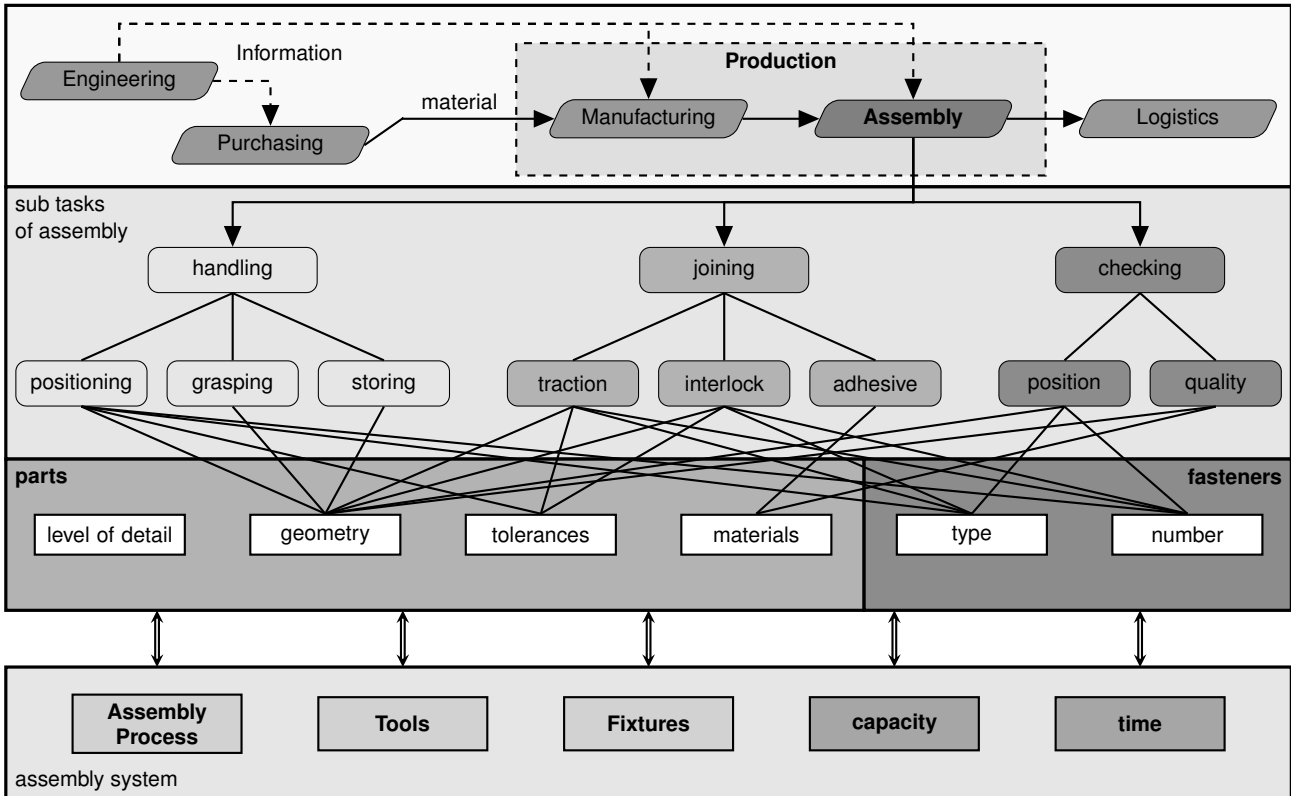 Information
Production
Engineering
material
Manufacturing
Assembly
Logistics
Purchasing
sub tasks
of assembly
handling
joining
checking
positioning
grasping
storing
traction
interlock
adhesive
position
quality
parts
fasteners
level of detail
geometry
tolerances
materials
type
number
Assembly
Process
Tools
Fixtures
capacity
time
assembly system